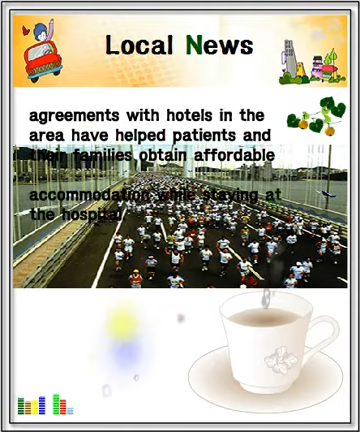 Local News
agreements with hotels in the
area have helped patients and
their families obtain affordable
accommodation while staying at
the hospital